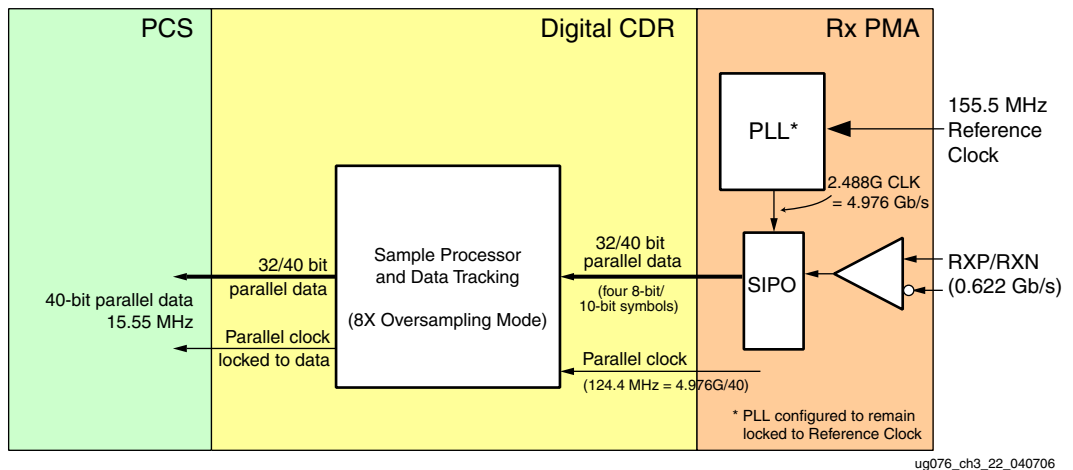 PCS
Digital CDR
Rx PMA
PLL*
155.5 MHz
Reference
Clock
2.488G CLK
= 4.976 Gb/s
Sample Processor
and Data Tracking
(8X Oversampling Mode)
32/40 bit
parallel data
32/40 bit
parallel data
(four 8-bit/
10-bit symbols)
SIPO
RXP/RXN
(0.622 Gb/s)
40-bit parallel data
15.55 MHz
Parallel clock
locked to data
Parallel clock
(124.4 MHz = 4.976G/40)
* PLL configured to remain
locked to Reference Clock
ug076_ch3_22_040706